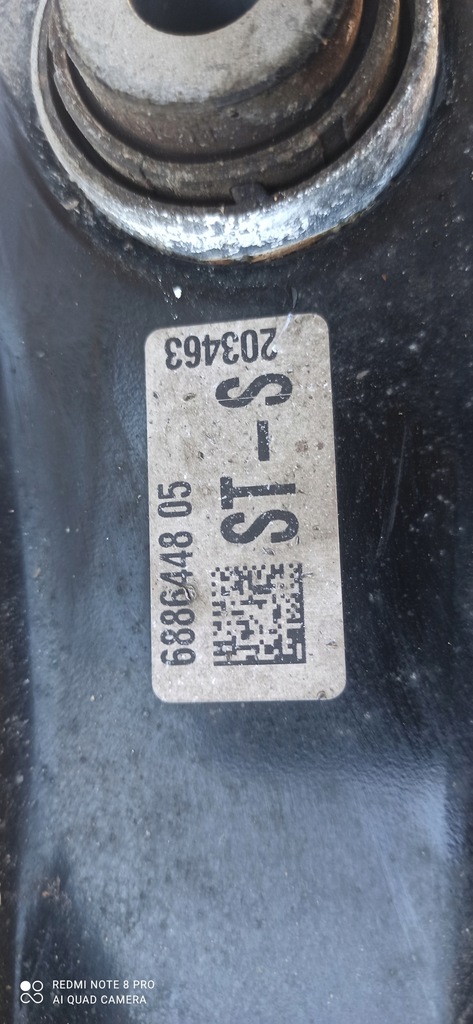 203463
6886448 05
ST-S
REDMI NOTE 8 PRO
AI QUAD CAMERA